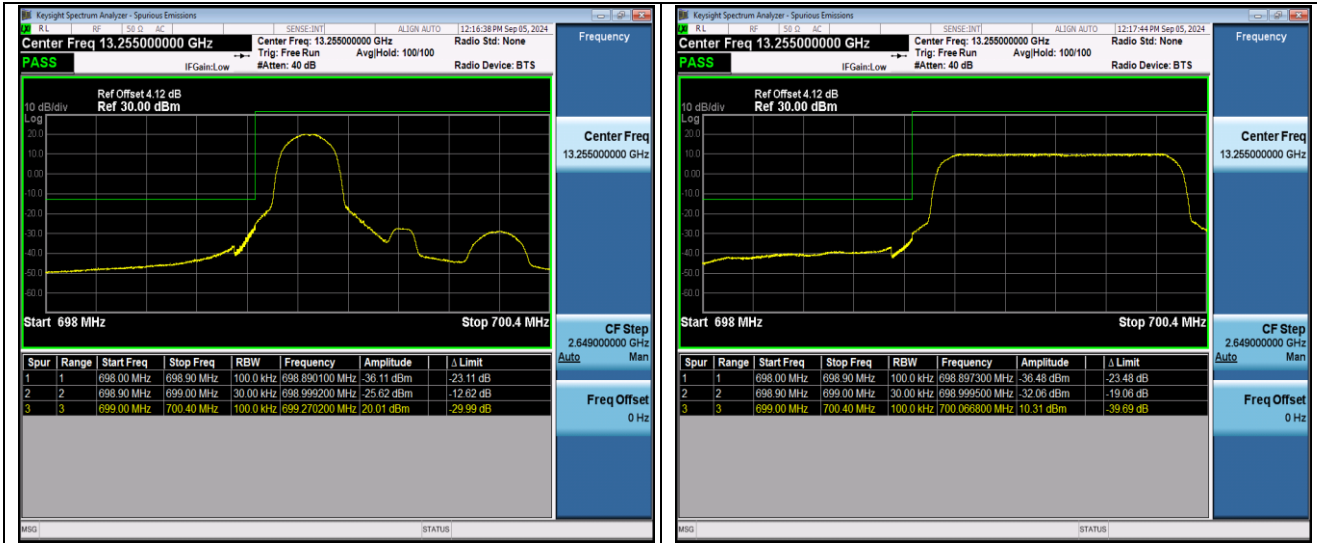 Keysight Spectrum Analyzer - Spurious Emissions
RL RF 50 Ω AC SENSE:INT ALIGN AUTO 12:16:38 PM Sep 05, 2024
Center Freq 13.255000000 GHz
Center Freq: 13.255000000 GHz
Radio Std: None
Trig: Free Run Avg|Hold: 100/100
PASS
IFGain:Low #Atten: 40 dB Radio Device: BTS
Ref Offset 4.12 dB
10 dB/div Ref 30.00 dBm
Log
20.0
10.0
0.00
-10.0
-20.0
-30.0
-40.0
-50.0
-60.0
Start 698 MHz Stop 700.4 MHz
Spur Range Start Freq Stop Freq RBW Frequency Amplitude Δ Limit
1 1 698.00 MHz 698.90 MHz 100.0 kHz 698.890100 MHz -36.11 dBm -23.11 dB
2 2 698.90 MHz 699.00 MHz 30.00 kHz 698.999200 MHz -25.62 dBm -12.62 dB
3 3 699.00 MHz 700.40 MHz 100.0 kHz 699.270200 MHz 20.01 dBm -29.99 dB
MSG STATUS
Frequency
Center Freq
13.255000000 GHz
CF Step
2.649000000 GHz
Auto Man
Freq Offset
0 Hz
Keysight Spectrum Analyzer - Spurious Emissions
RL RF 50 Ω AC SENSE:INT ALIGN AUTO 12:17:44 PM Sep 05, 2024
Center Freq 13.255000000 GHz
Center Freq: 13.255000000 GHz
Radio Std: None
Trig: Free Run Avg|Hold: 100/100
PASS
IFGain:Low #Atten: 40 dB Radio Device: BTS
Ref Offset 4.12 dB
10 dB/div Ref 30.00 dBm
Log
20.0
10.0
0.00
-10.0
-20.0
-30.0
-40.0
-50.0
-60.0
Start 698 MHz Stop 700.4 MHz
Spur Range Start Freq Stop Freq RBW Frequency Amplitude Δ Limit
1 1 698.00 MHz 698.90 MHz 100.0 kHz 698.897300 MHz -36.48 dBm -23.48 dB
2 2 698.90 MHz 699.00 MHz 30.00 kHz 698.999500 MHz -32.06 dBm -19.06 dB
3 3 699.00 MHz 700.40 MHz 100.0 kHz 700.066800 MHz 10.31 dBm -39.69 dB
MSG STATUS
Frequency
Center Freq
13.255000000 GHz
CF Step
2.649000000 GHz
Auto Man
Freq Offset
0 Hz